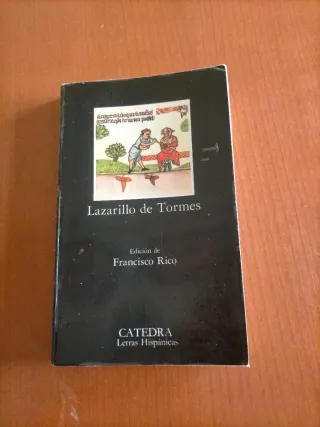 Lazarillo de Tormes
Edición de
Francisco Rico
CATEDRA
Letras Hispánicas